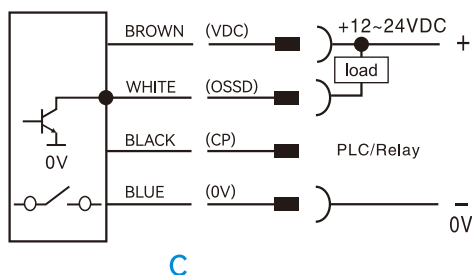 BROWN (VDC) +12~24VDC +
load
WHITE (OSSD)
BLACK (CP) PLC/Relay
0V
BLUE (0V) −
0V
C